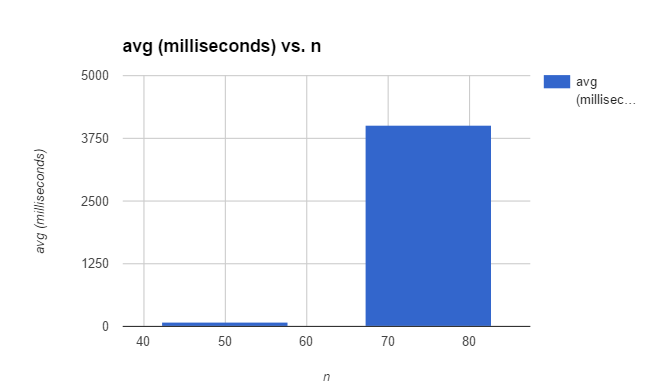 avg (milliseconds) vs. n
avg
(millisec...
5000
3750
2500
1250
0
avg (milliseconds)
40 50 60 70 80
n